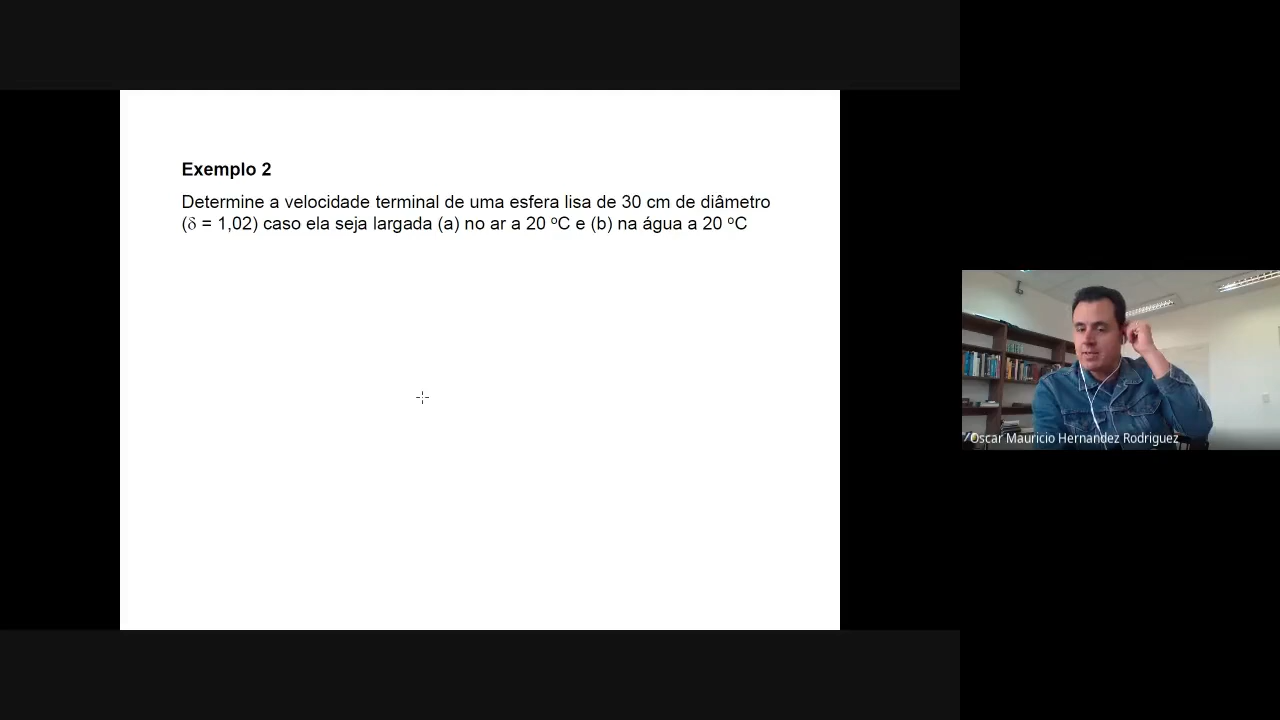 Exemplo 2
Determine a velocidade terminal de uma esfera lisa de 30 cm de diâmetro
(δ = 1,02) caso ela seja largada (a) no ar a 20 ºC e (b) na água a 20 ºC
Oscar Mauricio Hernandez Rodriguez